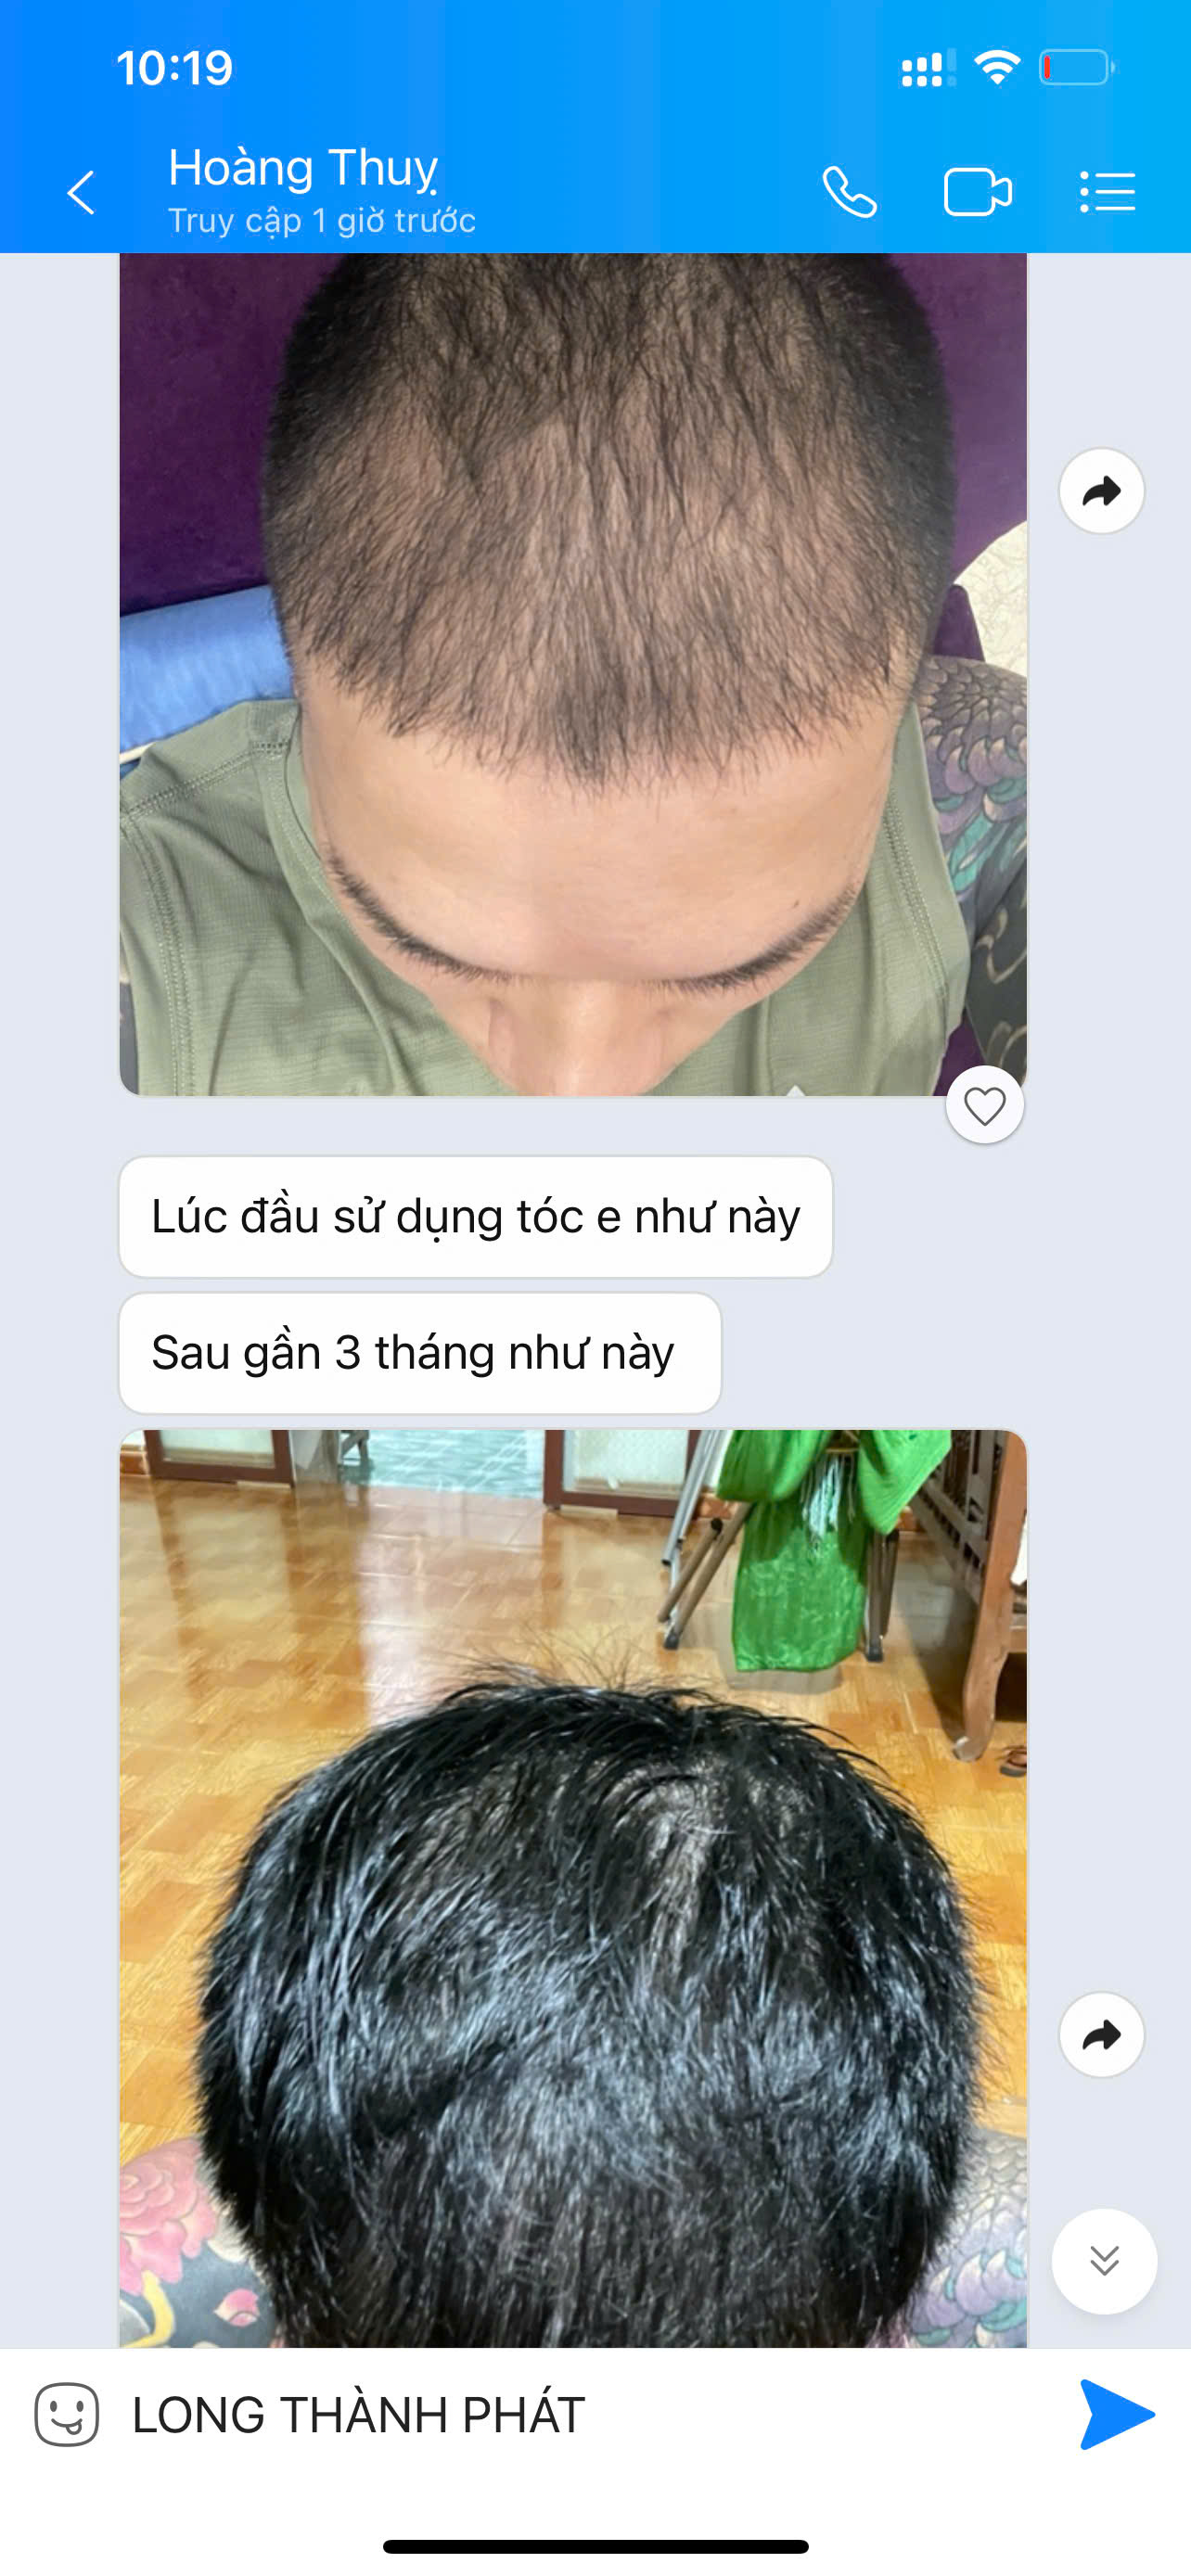 10:19
Hoàng Thuỵ
Truy cập 1 giờ trước
Lúc đầu sử dụng tóc e như này
Sau gần 3 tháng như này
LONG THÀNH PHÁT